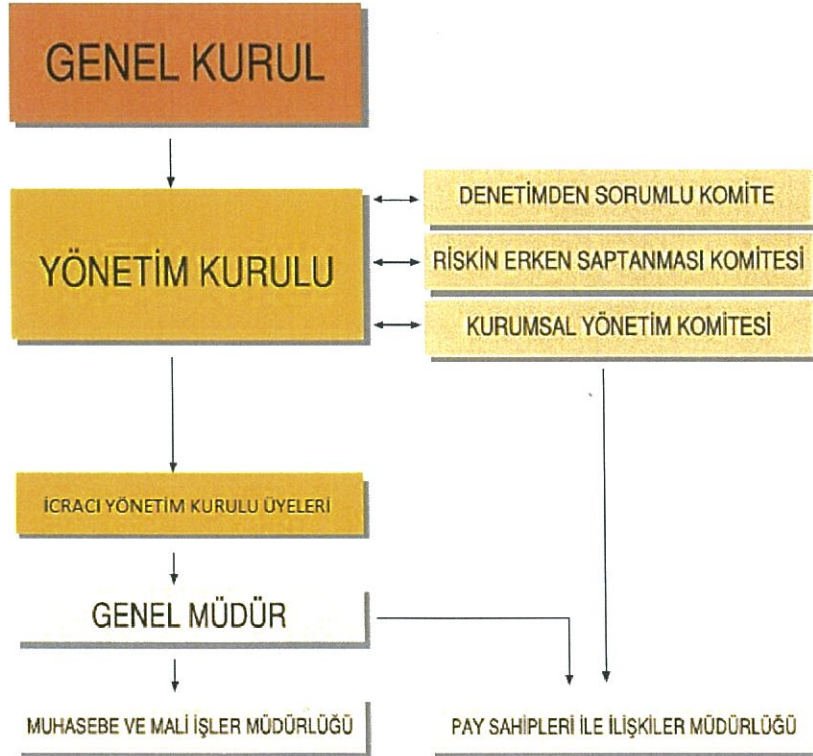 GENEL KURUL
YÖNETİM KURULU
DENETİMDEN SORUMLU KOMİTE
RİSKİN ERKEN SAPTANMASI KOMİTESİ
KURUMSAL YÖNETİM KOMİTESİ
İCRACI YÖNETİM KURULU ÜYELERİ
GENEL MÜDÜR
MUHASEBE VE MALİ İŞLER MÜDÜRLÜĞÜ
PAY SAHİPLERİ İLE İLİŞKİLER MÜDÜRLÜĞÜ